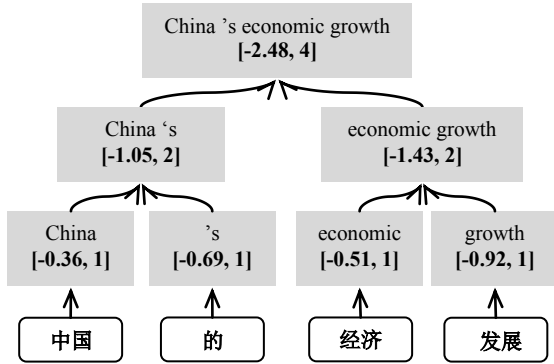 China 's economic growth
[-2.48, 4]
China ‘s
[-1.05, 2]
economic growth
[-1.43, 2]
China
[-0.36, 1]
's
[-0.69, 1]
economic
[-0.51, 1]
growth
[-0.92, 1]
中国
的
经济
发展